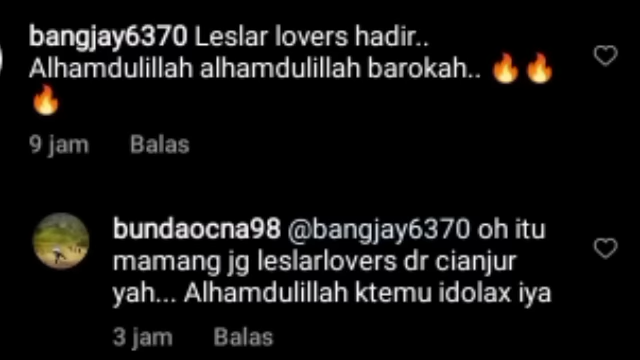 bangjay6370 Leslar lovers hadir..
Alhamdulillah alhamdulillah barokah.. 🔥🔥
🔥
9 jam Balas
bundaocna98 @bangjay6370 oh itu
mamang jg leslarlovers dr cianjur
yah... Alhamdulillah ktemu idolax iya
3 jam Balas